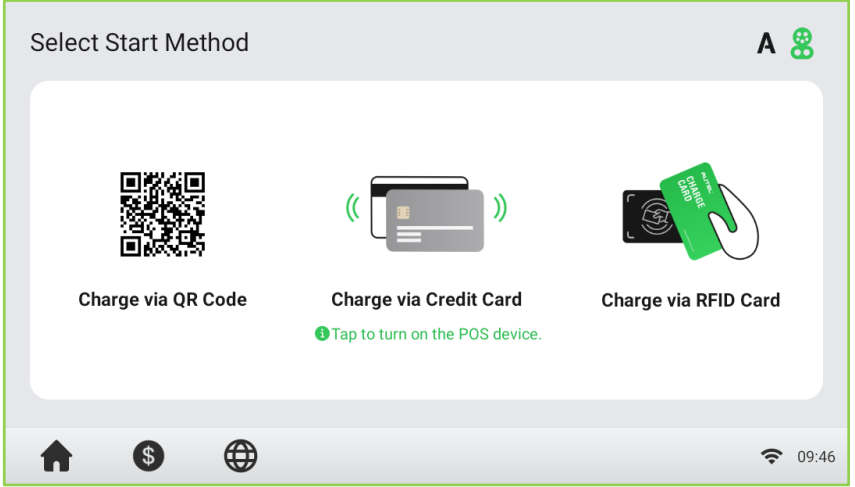 Select Start Method
A
AUTEL
CHARGE
CARD
Charge via QR Code
Charge via Credit Card
Charge via RFID Card
Tap to turn on the POS device.
$
09:46